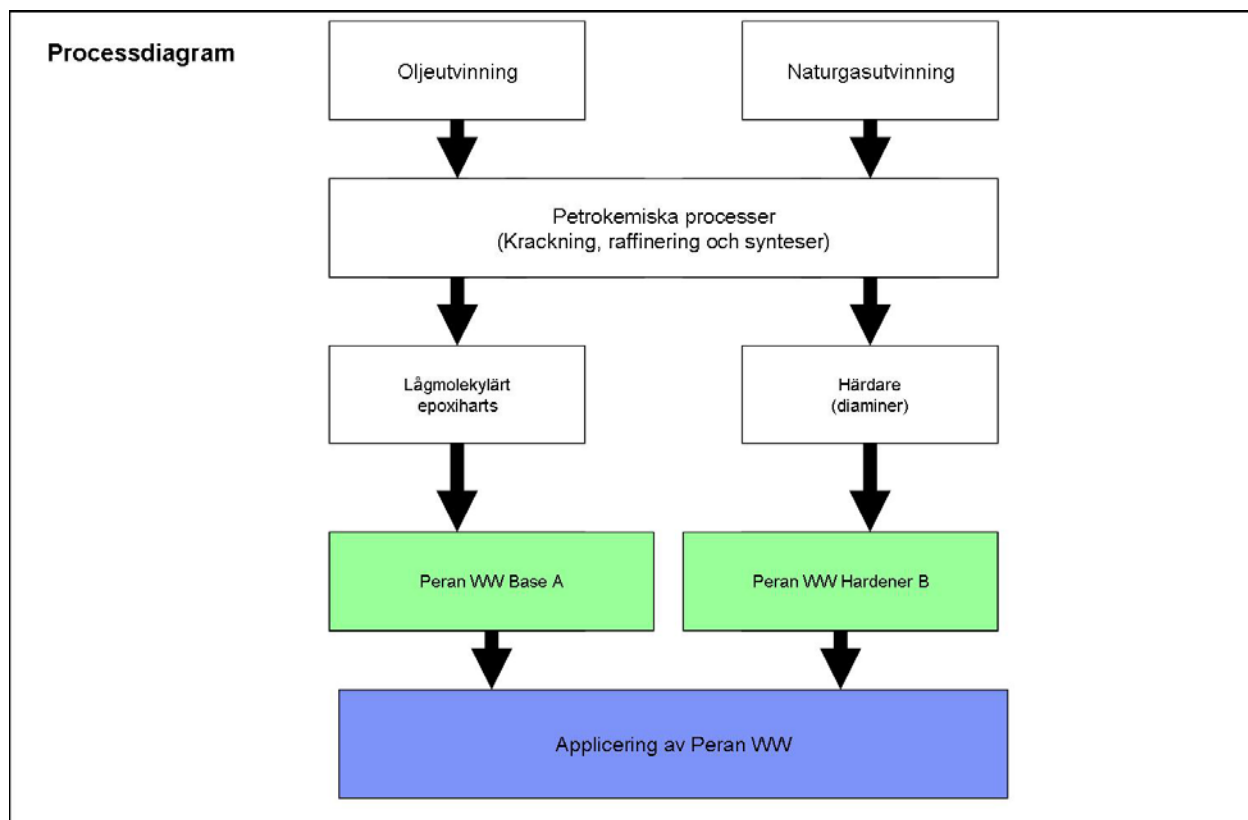 Processdiagram
Oljeutvinning
Naturgasutvinning
Petrokemiska processer
(Krackning, raffinering och synteser)
Lågmolekylärt
epoxiharts
Härdare
(diaminer)
Peran WW Base A
Peran WW Hardener B
Applicering av Peran WW